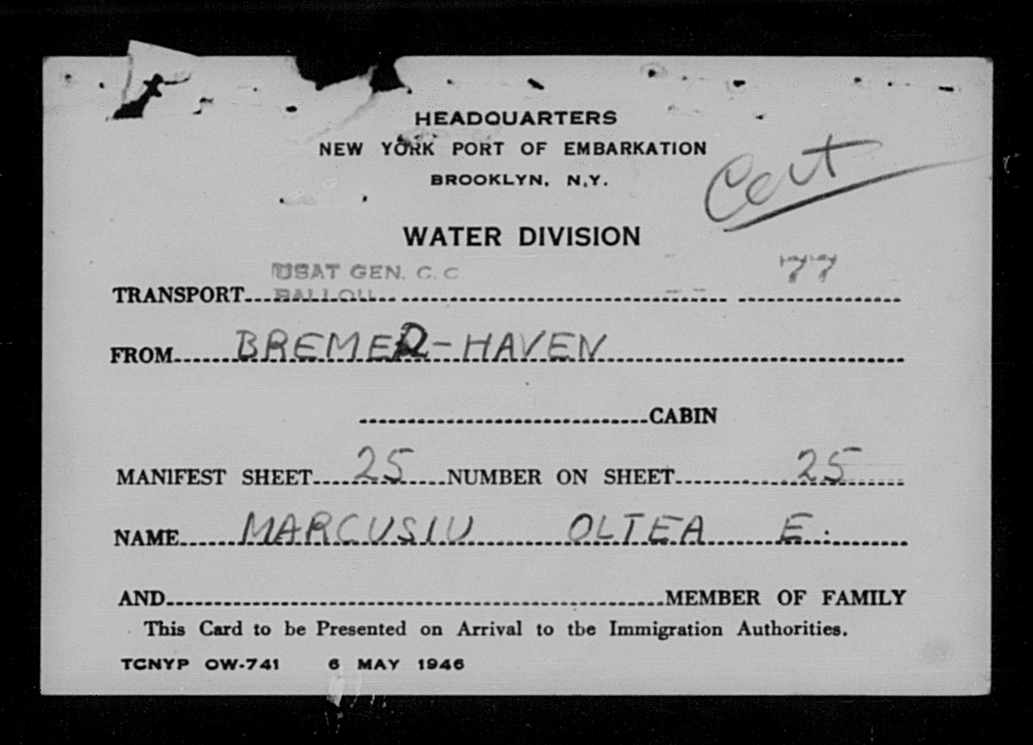 HEADQUARTERS
NEW YORK PORT OF EMBARKATION
BROOKLYN, N.Y.
Cert
WATER DIVISION
USAT GEN. C. C.
TRANSPORT BALLOU 77
FROM BREMER-HAVEN
CABIN
MANIFEST SHEET 25 NUMBER ON SHEET 25
NAME MARCUSIU OLTEA E.
AND MEMBER OF FAMILY
This Card to be Presented on Arrival to the Immigration Authorities.
TCNYP OW-741 6 MAY 1946